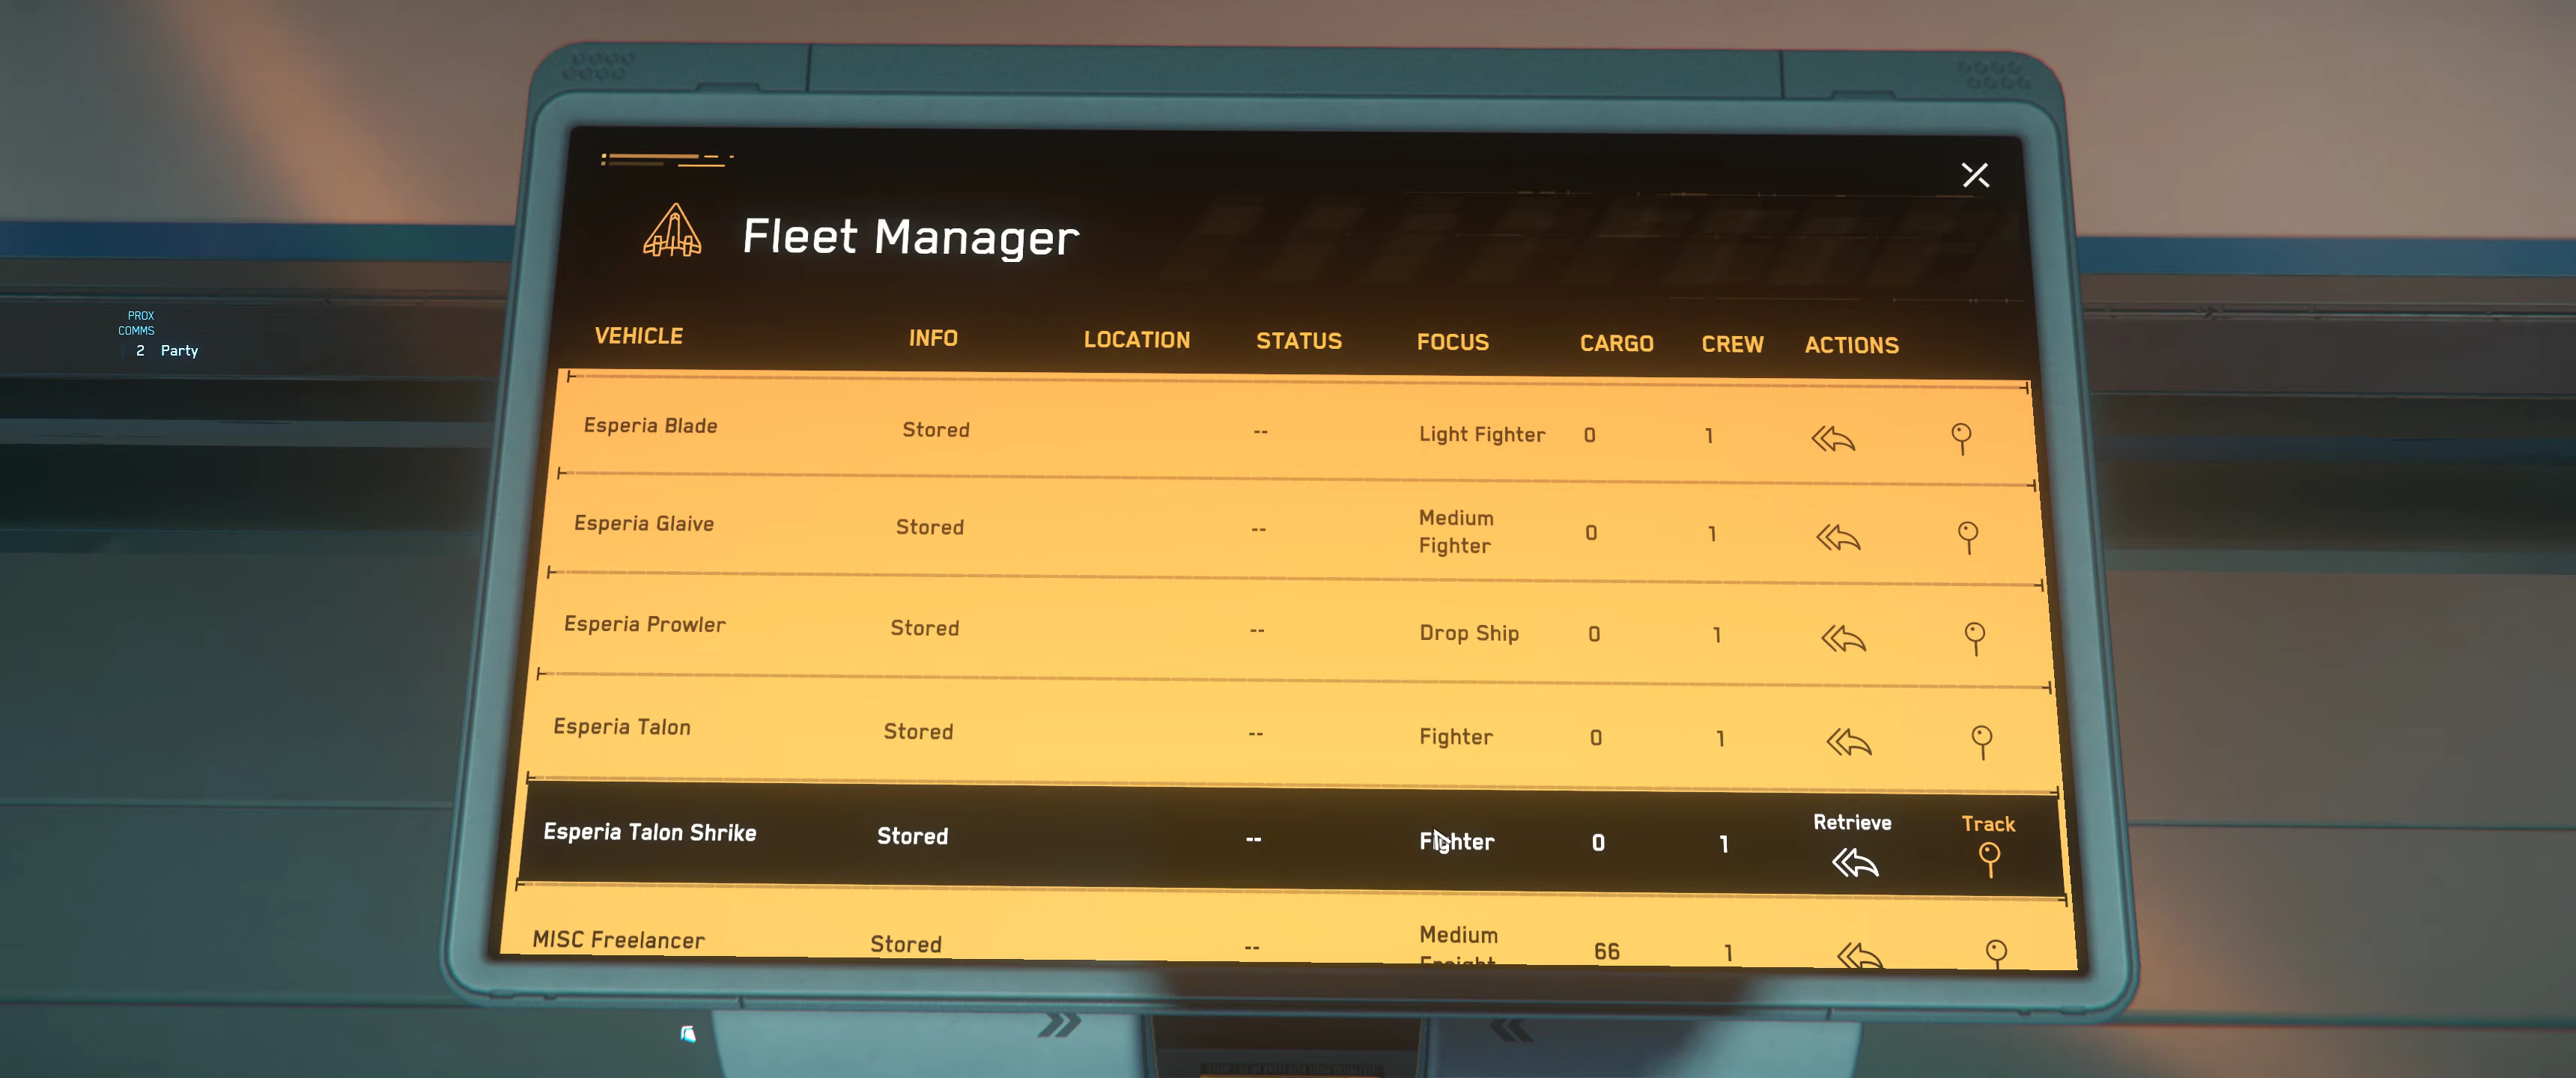 Fleet Manager
VEHICLE INFO LOCATION STATUS FOCUS CARGO CREW ACTIONS
PROX
COMMS
2 Party
Esperia Blade Stored -- Light Fighter 0 1
Esperia Glaive Stored -- Medium Fighter 0 1
Esperia Prowler Stored -- Drop Ship 0 1
Esperia Talon Stored -- Fighter 0 1
Esperia Talon Shrike Stored -- Fighter 0 1 Retrieve Track
MISC Freelancer Stored -- Medium Freight 66 1